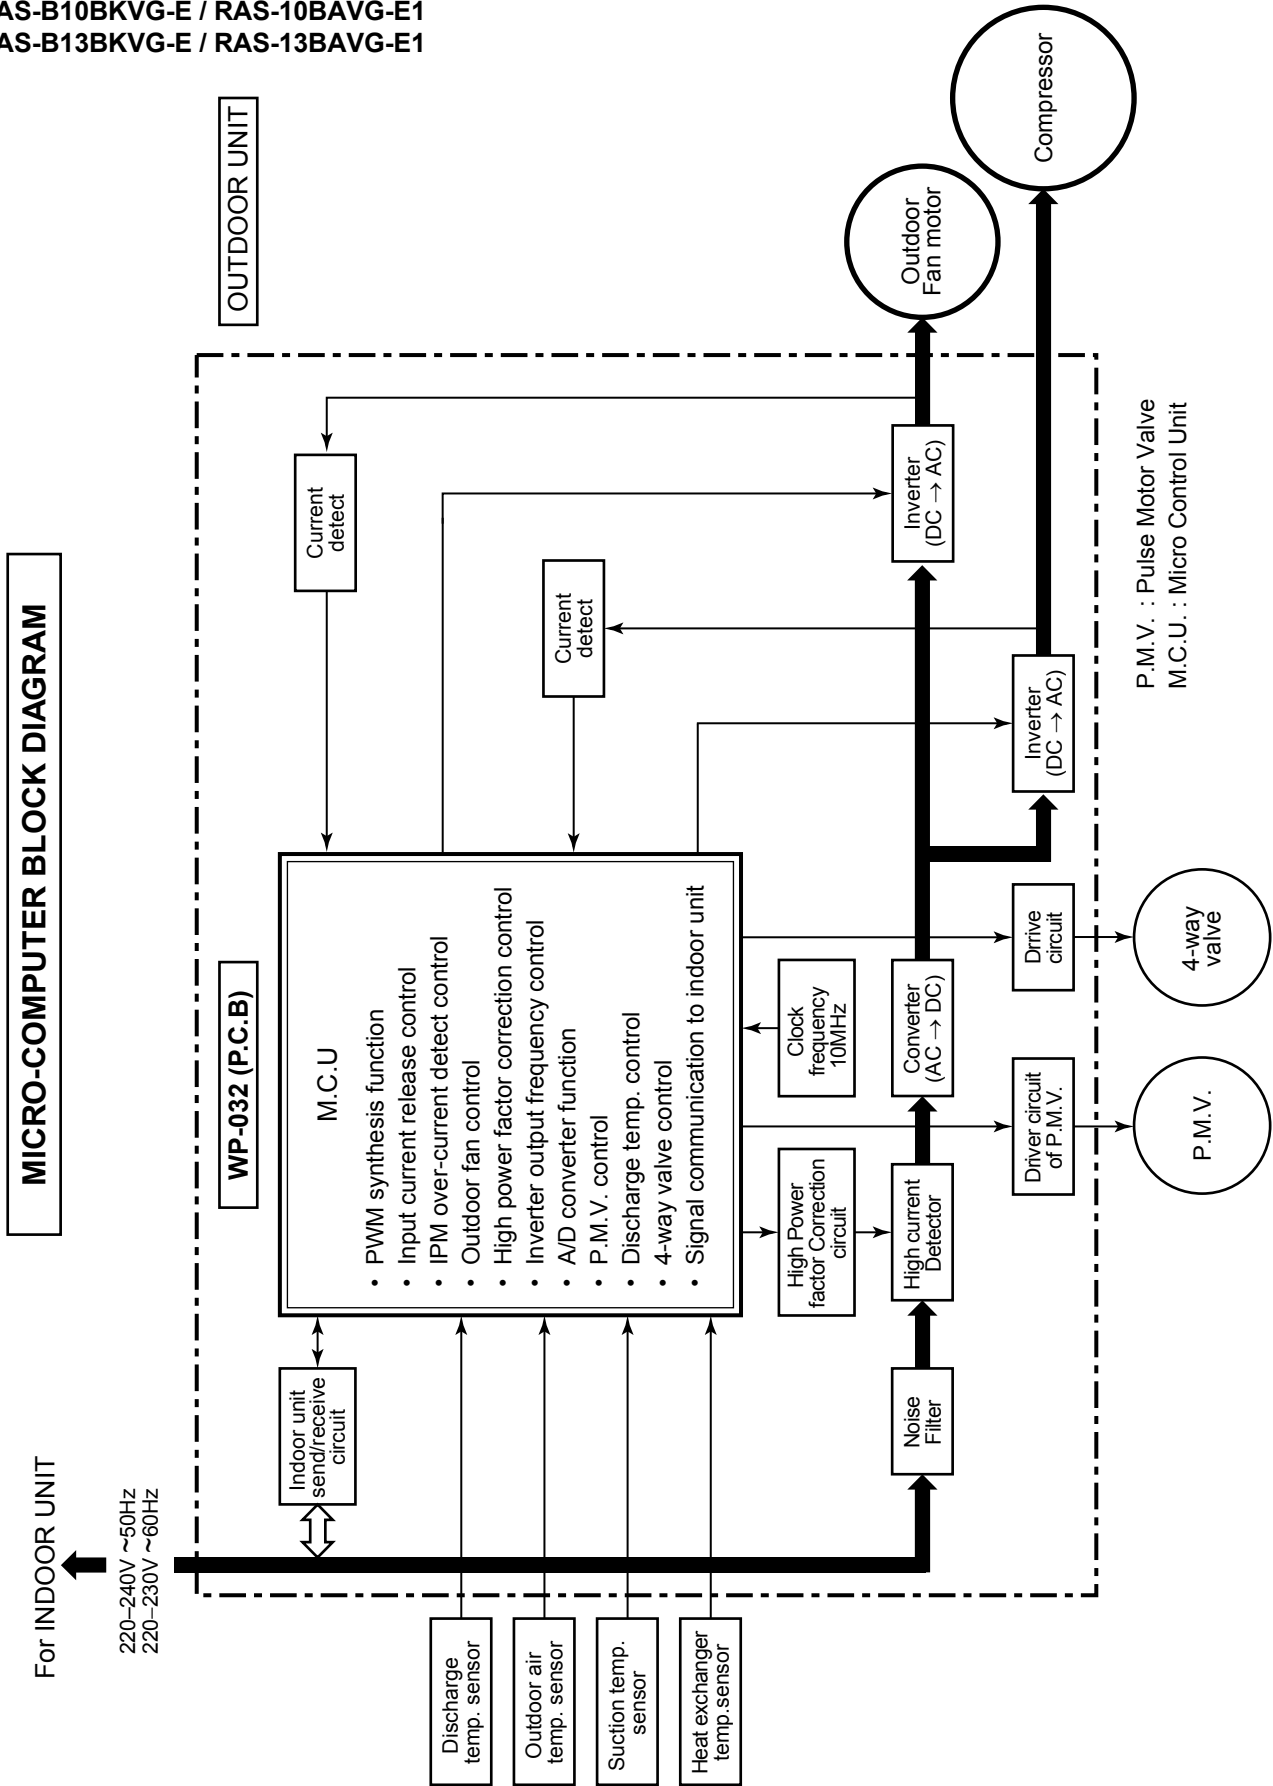 AS-B10BKVG-E / RAS-10BAVG-E1
AS-B13BKVG-E / RAS-13BAVG-E1
MICRO-COMPUTER BLOCK DIAGRAM
For INDOOR UNIT
220–240V ~50Hz
220–230V ~60Hz
WP-032 (P.C.B)
OUTDOOR UNIT
Discharge
temp. sensor
Outdoor air
temp. sensor
Suction temp.
sensor
Heat exchanger
temp.sensor
Indoor unit
send/receive
circuit
M.C.U
• PWM synthesis function
• Input current release control
• IPM over-current detect control
• Outdoor fan control
• High power factor correction control
• Inverter output frequency control
• A/D converter function
• P.M.V. control
• Discharge temp. control
• 4-way valve control
• Signal communication to indoor unit
Current
detect
Current
detect
High Power
factor Correction
circuit
Clock
frequency
10MHz
Noise
Filter
High current
Detector
Converter
(AC → DC)
Inverter
(DC → AC)
Outdoor
Fan motor
Inverter
(DC → AC)
Compressor
Driver circuit
of P.M.V.
Drrive
circuit
P.M.V.
4-way
valve
P.M.V. : Pulse Motor Valve
M.C.U. : Micro Control Unit